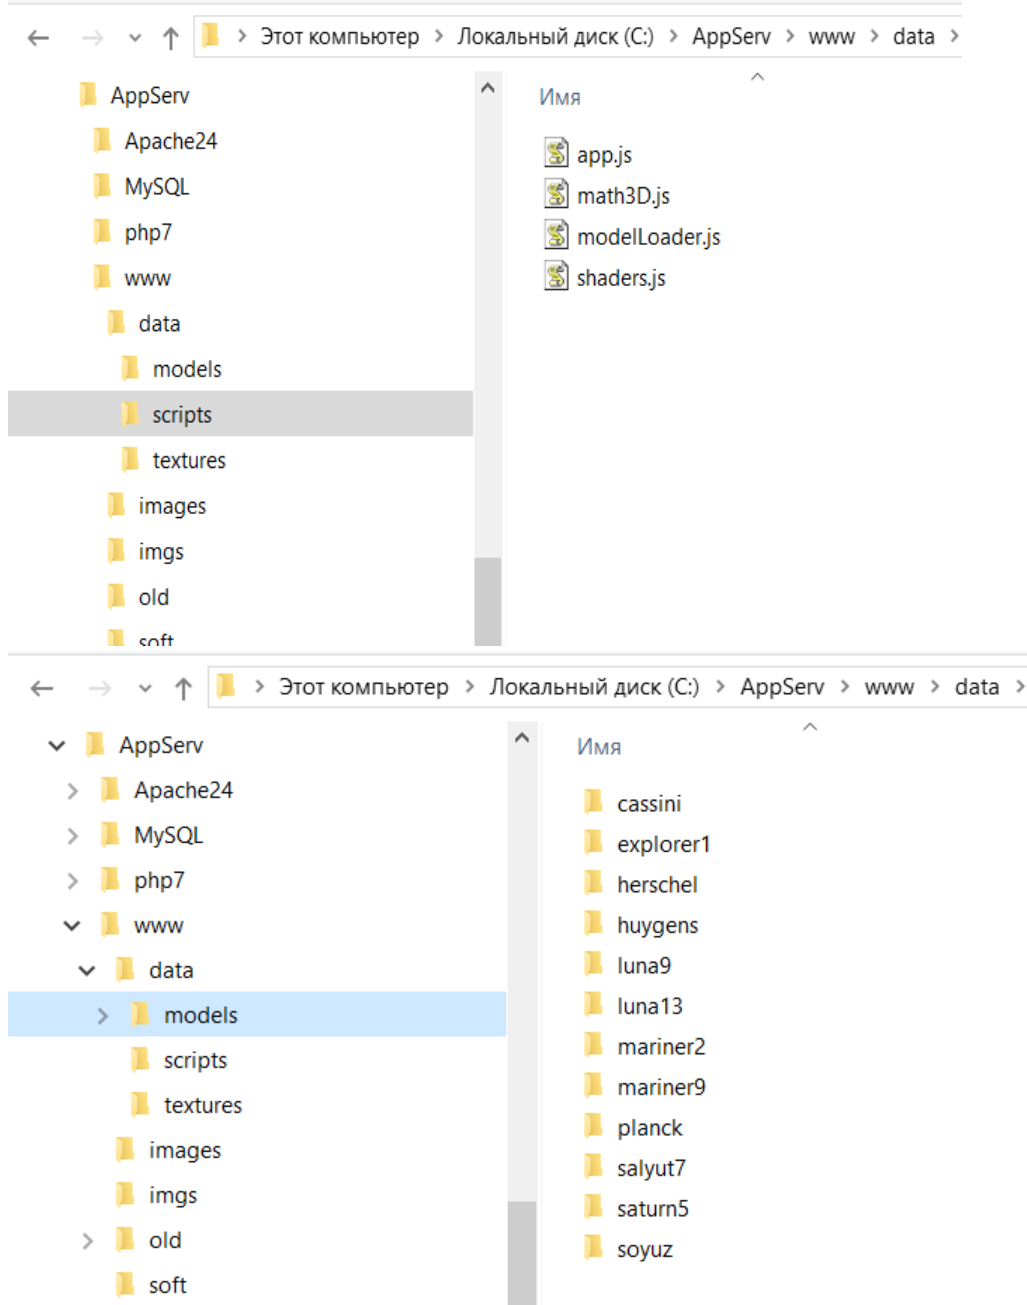 Этот компьютер > Локальный диск (C:) > AppServ > www > data >
AppServ
Apache24
MySQL
php7
www
data
models
scripts
textures
images
imgs
old
soft
Имя
app.js
math3D.js
modelLoader.js
shaders.js
Этот компьютер > Локальный диск (C:) > AppServ > www > data >
AppServ
Apache24
MySQL
php7
www
data
models
scripts
textures
images
imgs
old
soft
Имя
cassini
explorer1
herschel
huygens
luna9
luna13
mariner2
mariner9
planck
salyut7
saturn5
soyuz